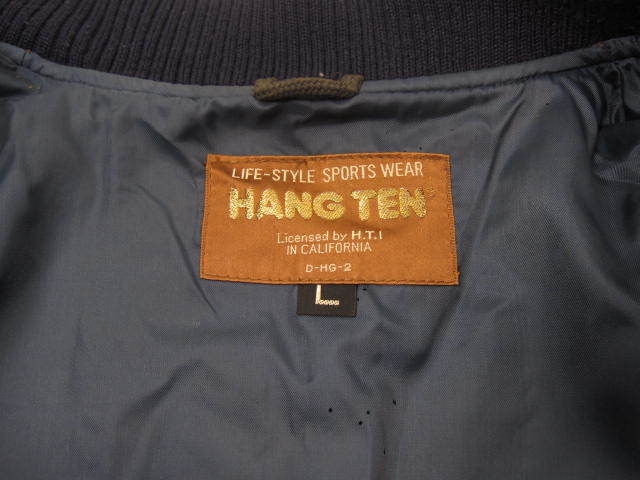 LIFE-STYLE SPORTS WEAR
HANG TEN
Licensed by H.T.I
IN CALIFORNIA
D-HG-2
L